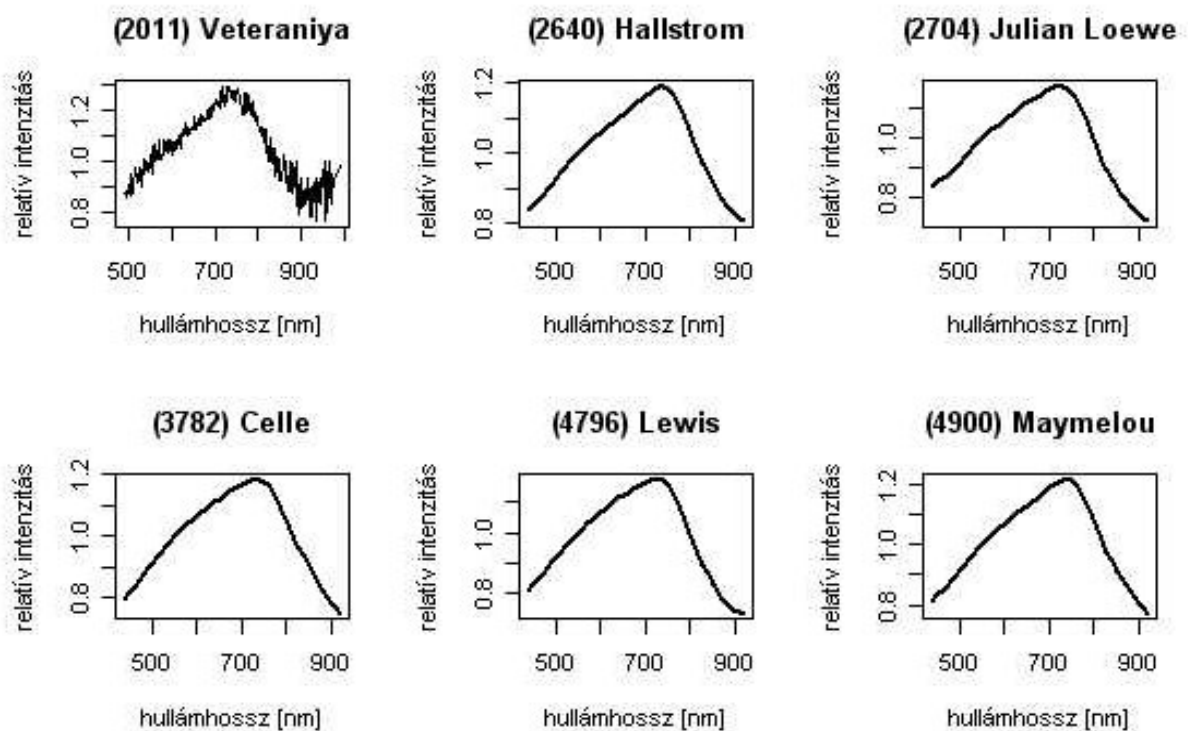 (2011) Veteraniya
relatív intenzitás
0.8 1.0 1.2
500 700 900
hullámhossz [nm]
(2640) Hallstrom
relatív intenzitás
0.8 1.0 1.2
500 700 900
hullámhossz [nm]
(2704) Julian Loewe
relatív intenzitás
0.8 1.0
500 700 900
hullámhossz [nm]
(3782) Celle
relatív intenzitás
0.8 1.0 1.2
500 700 900
hullámhossz [nm]
(4796) Lewis
relatív intenzitás
0.8 1.0
500 700 900
hullámhossz [nm]
(4900) Maymelou
relatív intenzitás
0.8 1.0 1.2
500 700 900
hullámhossz [nm]